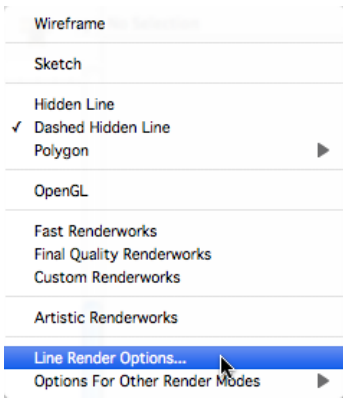 Wireframe
Sketch
Hidden Line
✓ Dashed Hidden Line
Polygon
OpenGL
Fast Renderworks
Final Quality Renderworks
Custom Renderworks
Artistic Renderworks
Line Render Options...
Options For Other Render Modes